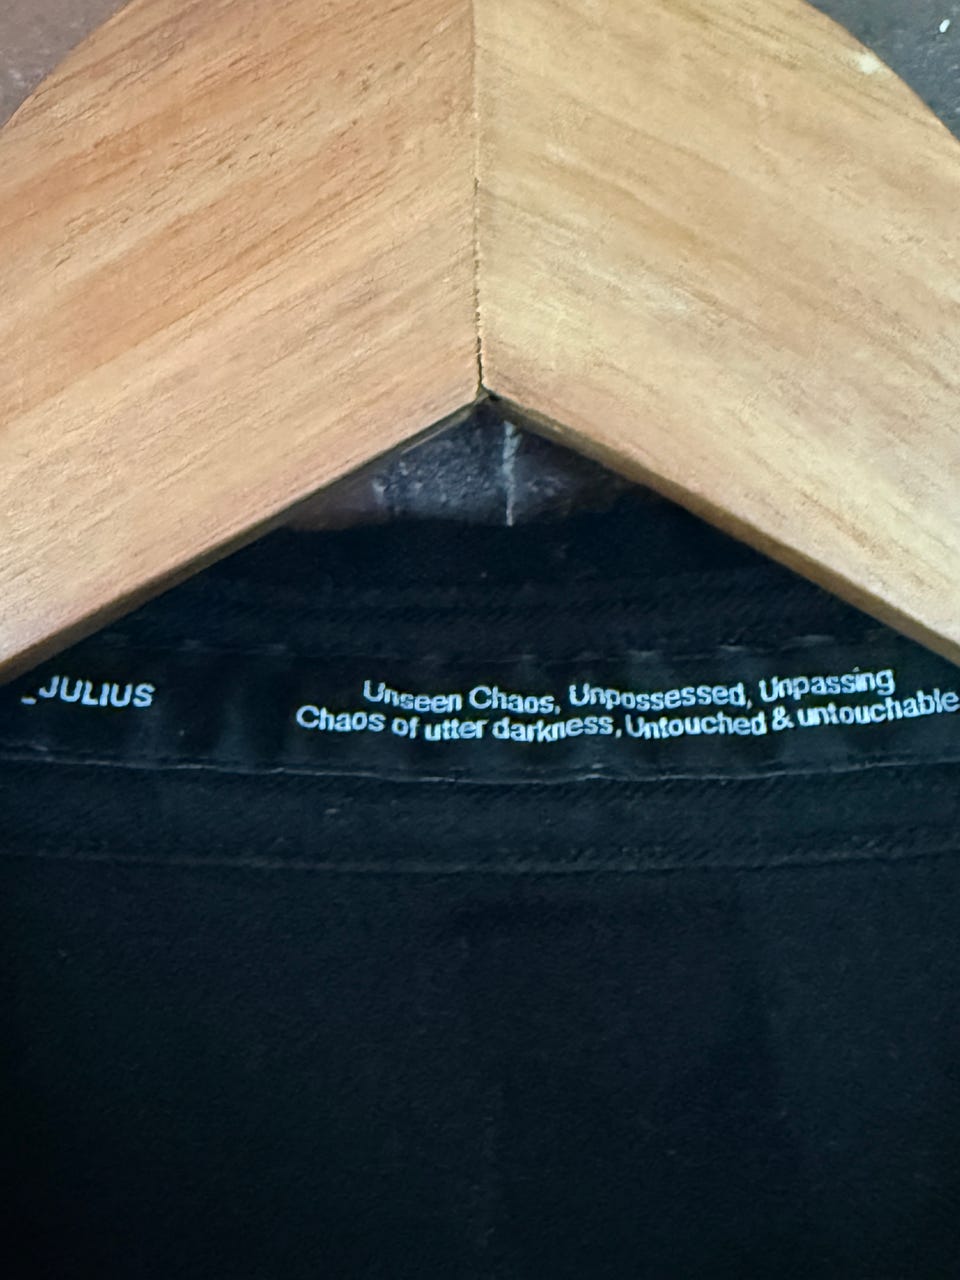 _JULIUS
Unseen Chaos, Unpossessed, Unpassing
Chaos of utter darkness, Untouched & untouchable